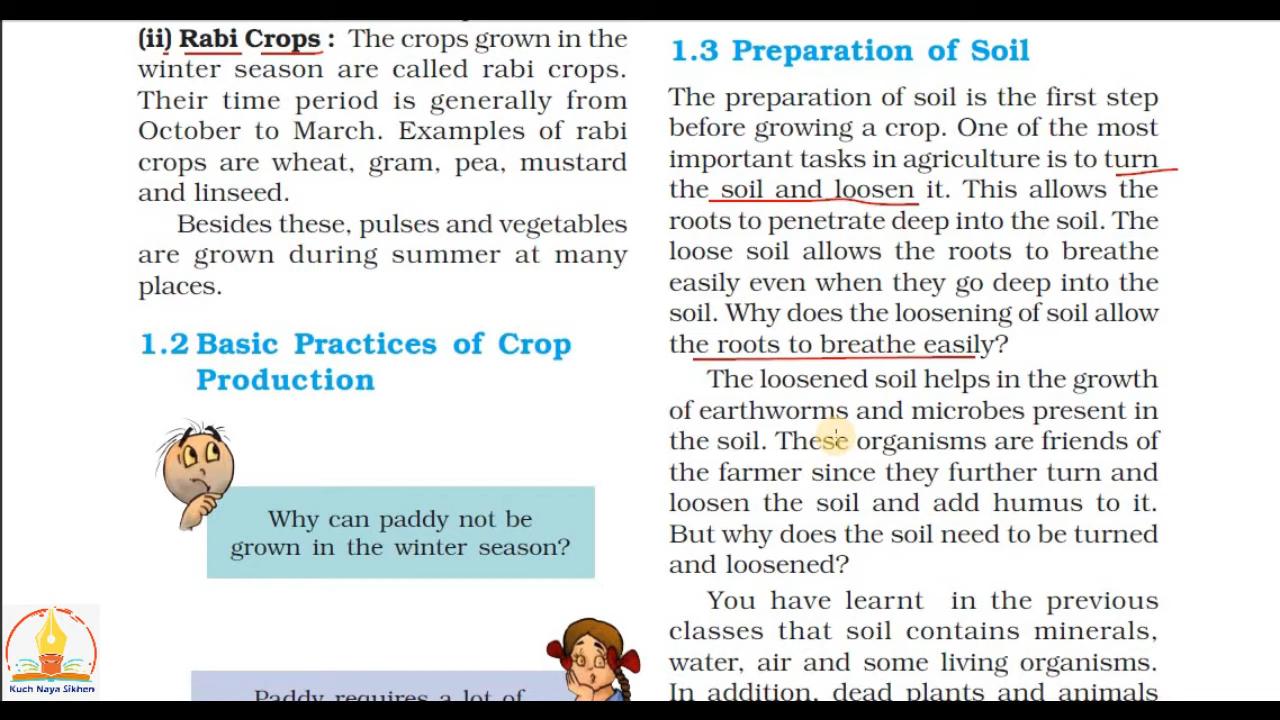 (ii) Rabi Crops : The crops grown in the
winter season are called rabi crops.
Their time period is generally from
October to March. Examples of rabi
crops are wheat, gram, pea, mustard
and linseed.
Besides these, pulses and vegetables
are grown during summer at many
places.
1.2 Basic Practices of Crop
Production
Why can paddy not be
grown in the winter season?
Paddy requires a lot of
1.3 Preparation of Soil
The preparation of soil is the first step
before growing a crop. One of the most
important tasks in agriculture is to turn
the soil and loosen it. This allows the
roots to penetrate deep into the soil. The
loose soil allows the roots to breathe
easily even when they go deep into the
soil. Why does the loosening of soil allow
the roots to breathe easily?
The loosened soil helps in the growth
of earthworms and microbes present in
the soil. These organisms are friends of
the farmer since they further turn and
loosen the soil and add humus to it.
But why does the soil need to be turned
and loosened?
You have learnt in the previous
classes that soil contains minerals,
water, air and some living organisms.
In addition, dead plants and animals
Kuch Naya Sikhen